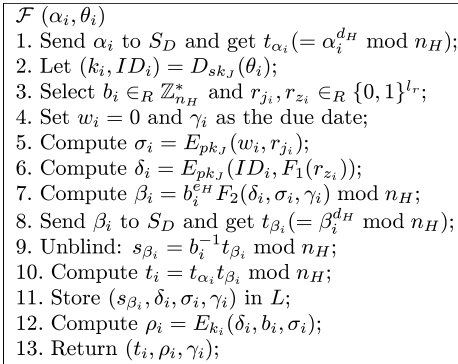 𝓕 (αᵢ, θᵢ)
1. Send αᵢ to S_D and get t_{αᵢ}(= αᵢ^{d_H} mod n_H);
2. Let (kᵢ, IDᵢ) = D_{sk_J}(θᵢ);
3. Select bᵢ ∈_R ℤ*_{n_H} and r_{jᵢ}, r_{zᵢ} ∈_R {0, 1}^{l_r};
4. Set wᵢ = 0 and γᵢ as the due date;
5. Compute σᵢ = E_{pk_J}(wᵢ, r_{jᵢ});
6. Compute δᵢ = E_{pk_J}(IDᵢ, F₁(r_{zᵢ}));
7. Compute βᵢ = bᵢ^{e_H} F₂(δᵢ, σᵢ, γᵢ) mod n_H;
8. Send βᵢ to S_D and get t_{βᵢ}(= βᵢ^{d_H} mod n_H);
9. Unblind: s_{βᵢ} = bᵢ^{−1} t_{βᵢ} mod n_H;
10. Compute tᵢ = t_{αᵢ} t_{βᵢ} mod n_H;
11. Store (s_{βᵢ}, δᵢ, σᵢ, γᵢ) in L;
12. Compute ρᵢ = E_{kᵢ}(δᵢ, bᵢ, σᵢ);
13. Return (tᵢ, ρᵢ, γᵢ);